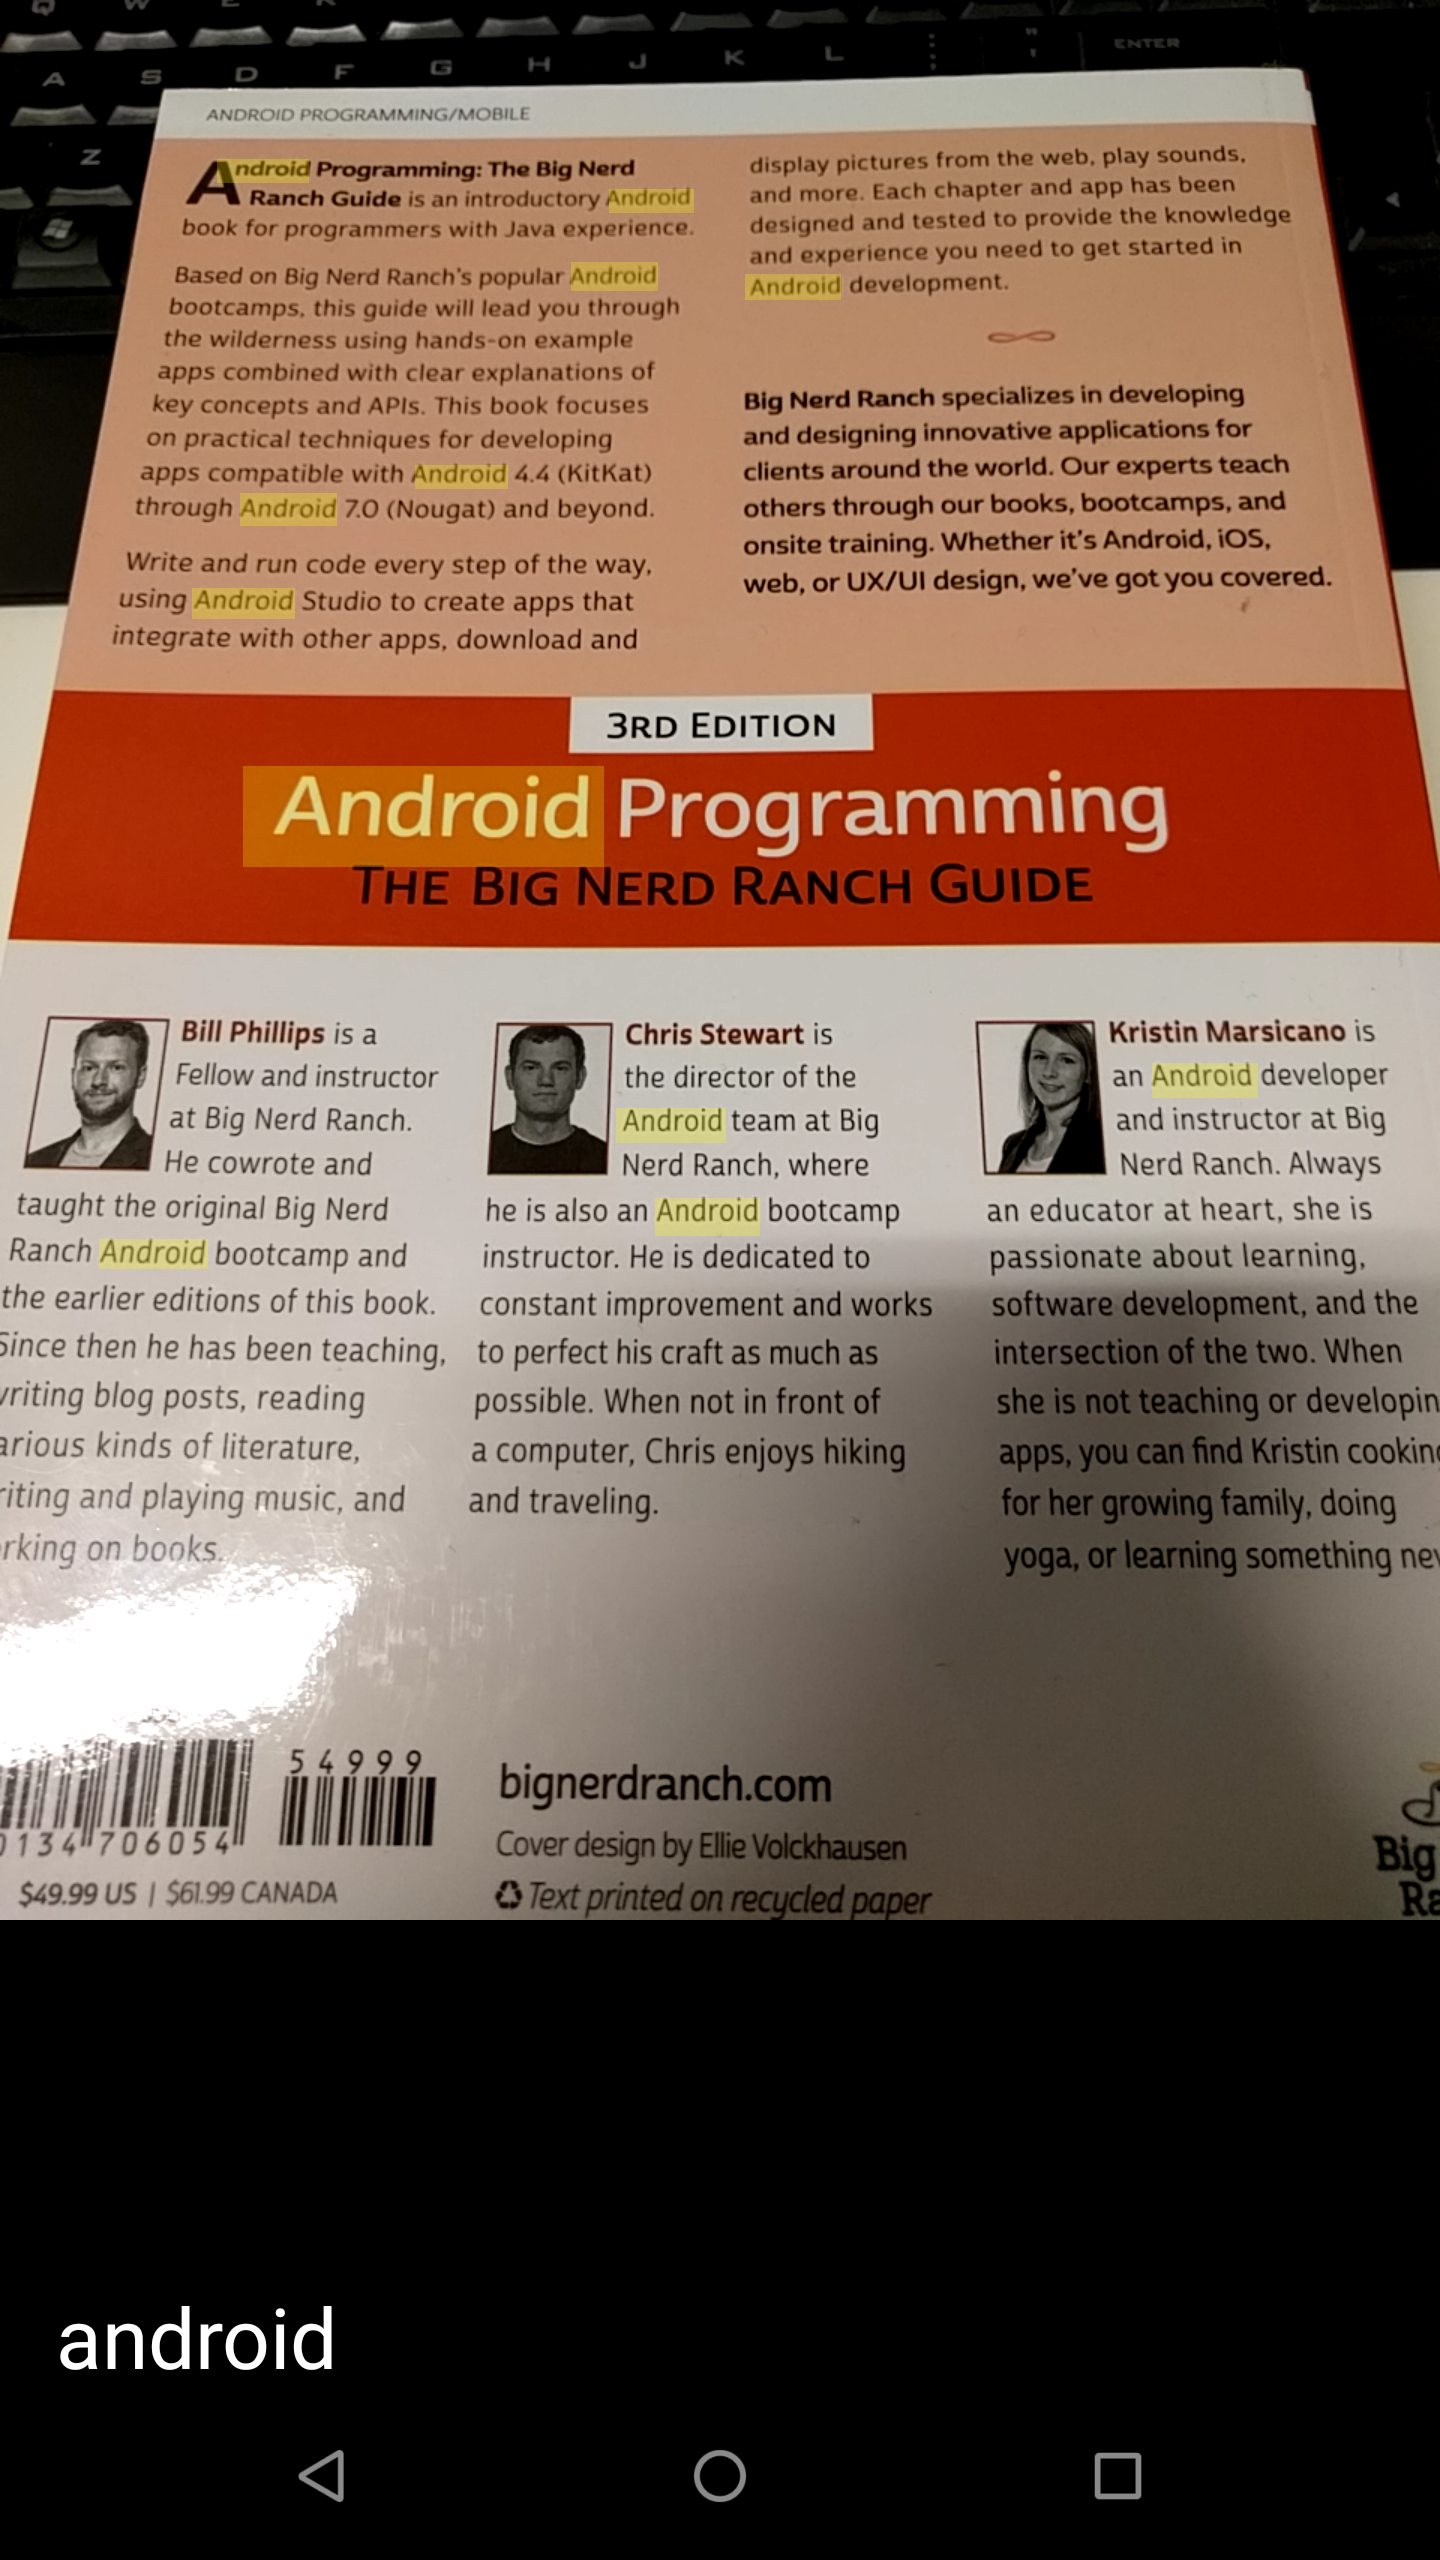 Q W E R
A S D F G H J K L : " ' ENTER
Z
ANDROID PROGRAMMING/MOBILE
Android Programming: The Big Nerd
Ranch Guide is an introductory Android
book for programmers with Java experience.
Based on Big Nerd Ranch's popular Android
bootcamps, this guide will lead you through
the wilderness using hands-on example
apps combined with clear explanations of
key concepts and APIs. This book focuses
on practical techniques for developing
apps compatible with Android 4.4 (KitKat)
through Android 7.0 (Nougat) and beyond.
Write and run code every step of the way,
using Android Studio to create apps that
integrate with other apps, download and
display pictures from the web, play sounds,
and more. Each chapter and app has been
designed and tested to provide the knowledge
and experience you need to get started in
Android development.
Big Nerd Ranch specializes in developing
and designing innovative applications for
clients around the world. Our experts teach
others through our books, bootcamps, and
onsite training. Whether it's Android, iOS,
web, or UX/UI design, we've got you covered.
3RD EDITION
Android Programming
THE BIG NERD RANCH GUIDE
Bill Phillips is a
Fellow and instructor
at Big Nerd Ranch.
He cowrote and
taught the original Big Nerd
Ranch Android bootcamp and
the earlier editions of this book.
Since then he has been teaching,
writing blog posts, reading
arious kinds of literature,
riting and playing music, and
rking on books.
Chris Stewart is
the director of the
Android team at Big
Nerd Ranch, where
he is also an Android bootcamp
instructor. He is dedicated to
constant improvement and works
to perfect his craft as much as
possible. When not in front of
a computer, Chris enjoys hiking
and traveling.
Kristin Marsicano is
an Android developer
and instructor at Big
Nerd Ranch. Always
an educator at heart, she is
passionate about learning,
software development, and the
intersection of the two. When
she is not teaching or developin
apps, you can find Kristin cooking
for her growing family, doing
yoga, or learning something new
54999
0134 706054
$49.99 US | $61.99 CANADA
bignerdranch.com
Cover design by Ellie Volckhausen
Text printed on recycled paper
Big
Ra
android